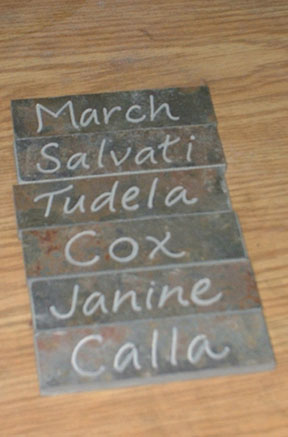 March
Salvati
Tudela
Cox
Janine
Calla